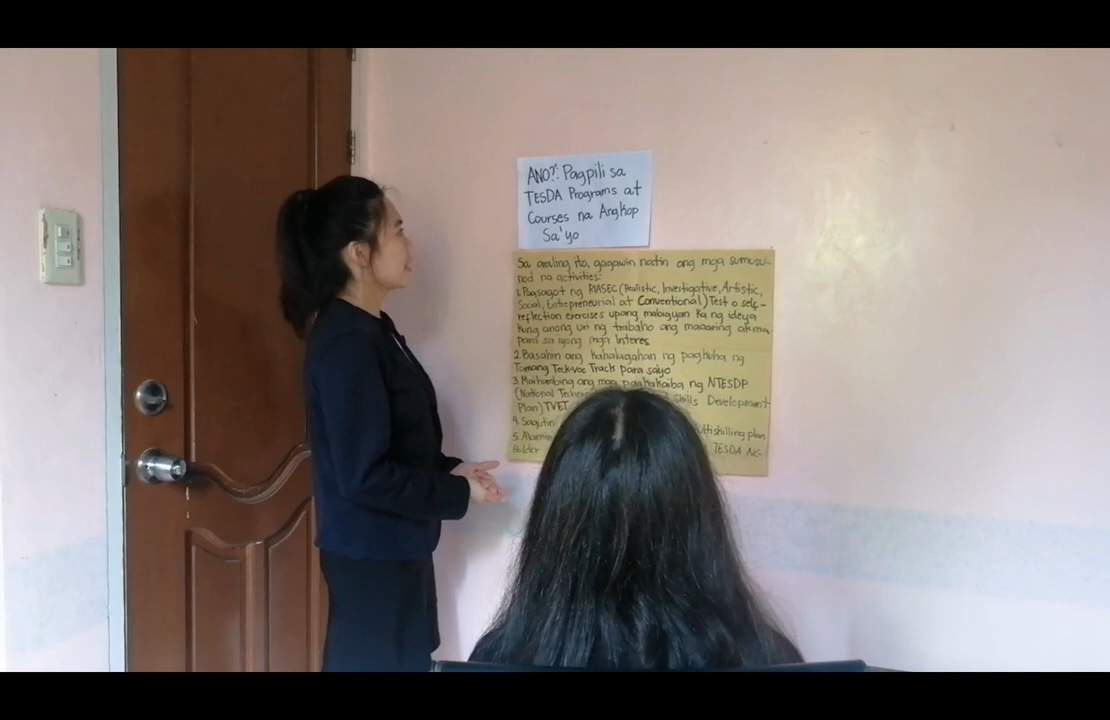 ANO?: Pagpili sa
TESDA Programs at
Courses na Angkop
Sa'yo
Sa araling ito, gagawin natin ang mga sumusu-
nod na activities:
1. Pagsagot ng RIASEC (Realistic, Investigative, Artistic,
Social, Entrepreneurial at Conventional) Test o self-
reflection exercises upang mabigyan ka ng ideya
kung anong uri ng trabaho ang maaaring akma
para sa iyong mga Interes
2. Basahin ang kahalagahan ng pagkuha ng
Tamang Teck-voc Track para sa'yo
3. Maihambing ang mga pagkakaiba ng NTESDP
(National Skills Development
Plan) TVET
4. Sagutin plan
5. Alamin
Holder TESDA NC-